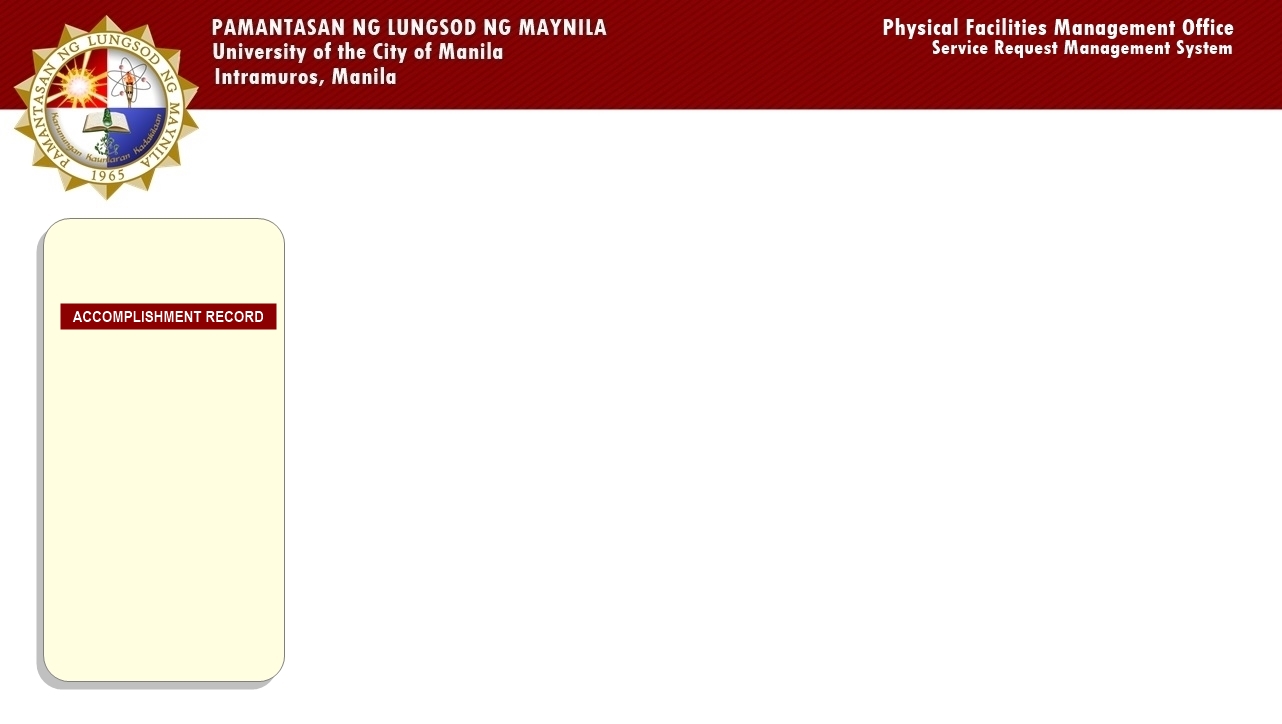 PAMANTASAN NG LUNGSOD NG MAYNILA
University of the City of Manila
Intramuros, Manila
Physical Facilities Management Office
Service Request Management System
PAMANTASAN NG LUNGSOD NG MAYNILA
Karunungan Kaunlaran Kadakilaan
1965
ACCOMPLISHMENT RECORD